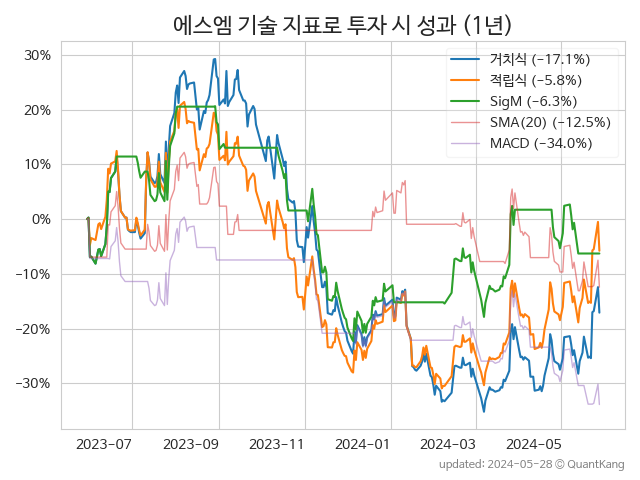 에스엠 기술 지표로 투자 시 성과 (1년)
30%
20%
10%
0%
−10%
−20%
−30%
거치식 (−17.1%)
적립식 (−5.8%)
SigM (−6.3%)
SMA(20) (−12.5%)
MACD (−34.0%)
2023−07
2023−09
2023−11
2024−01
2024−03
2024−05
updated: 2024−05−28 © QuantKang